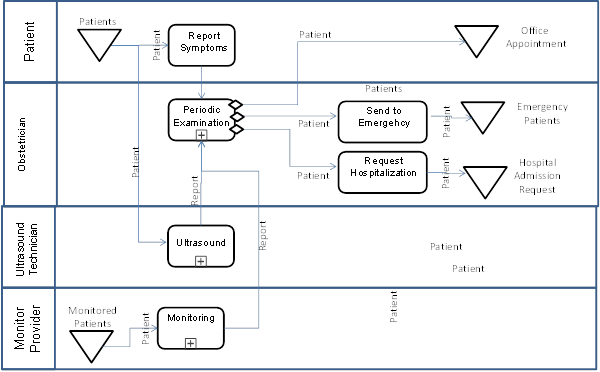 Patient
Patients
Patient
Report
Symptoms
Patient
Office
Appointment
Obstetrician
Patient
Periodic
Examination
Patients
Patient
Send to
Emergehcy
Patient
Emergency
Patients
Patient
Request
Hospitalization
Patient
Hospital
Admission
Request
Report
Ultrasound
Technician
Ultrasound
Report
Patient
Patient
Monitor
Provider
Monitored
Patients
Patient
Monitoring
Patient